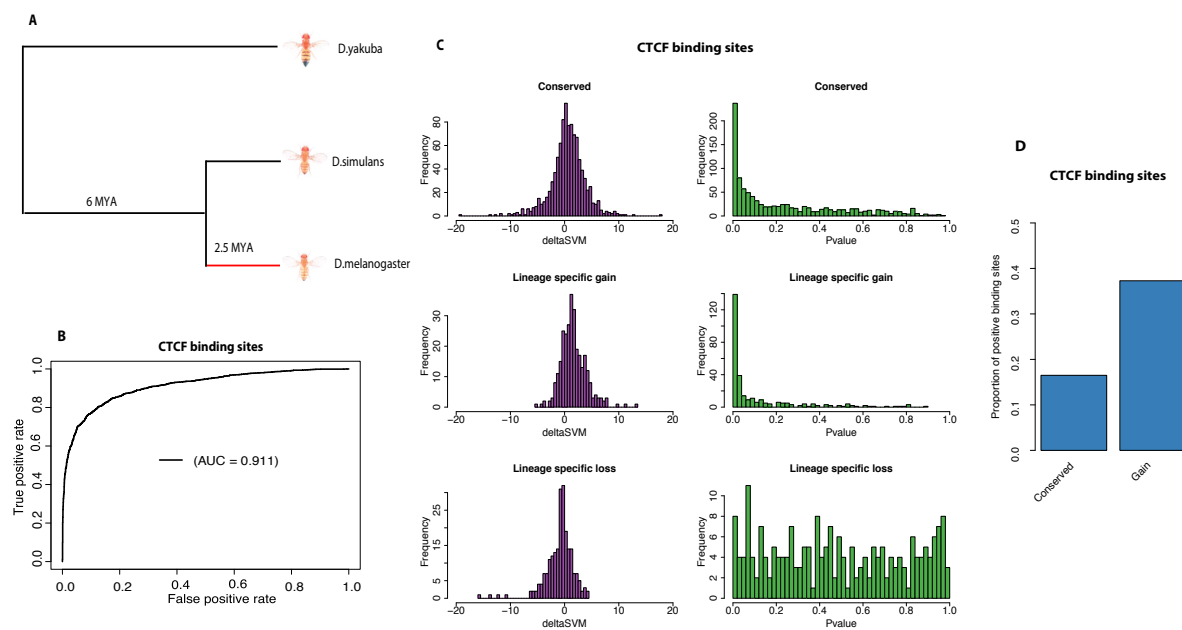 A
D.yakuba
D.simulans
6 MYA
2.5 MYA
D.melanogaster
B
CTCF binding sites
True positive rate
0.0 0.2 0.4 0.6 0.8 1.0
(AUC = 0.911)
0.0 0.2 0.4 0.6 0.8 1.0
False positive rate
C
CTCF binding sites
Conserved
Frequency
0 20 40 60 80
−20 −10 0 10 20
deltaSVM
Conserved
Frequency
0 50 100 150 200
0.0 0.2 0.4 0.6 0.8 1.0
Pvalue
Lineage specific gain
Frequency
0 10 20 30
−20 −10 0 10 20
deltaSVM
Lineage specific gain
Frequency
0 40 80 120
0.0 0.2 0.4 0.6 0.8 1.0
Pvalue
Lineage specific loss
Frequency
0 5 15 25
−20 −10 0 10 20
deltaSVM
Lineage specific loss
Frequency
0 2 4 6 8 10
0.0 0.2 0.4 0.6 0.8 1.0
Pvalue
D
CTCF binding sites
Proportion of positive binding sites
0.0 0.1 0.2 0.3 0.4 0.5
Conserved
Gain